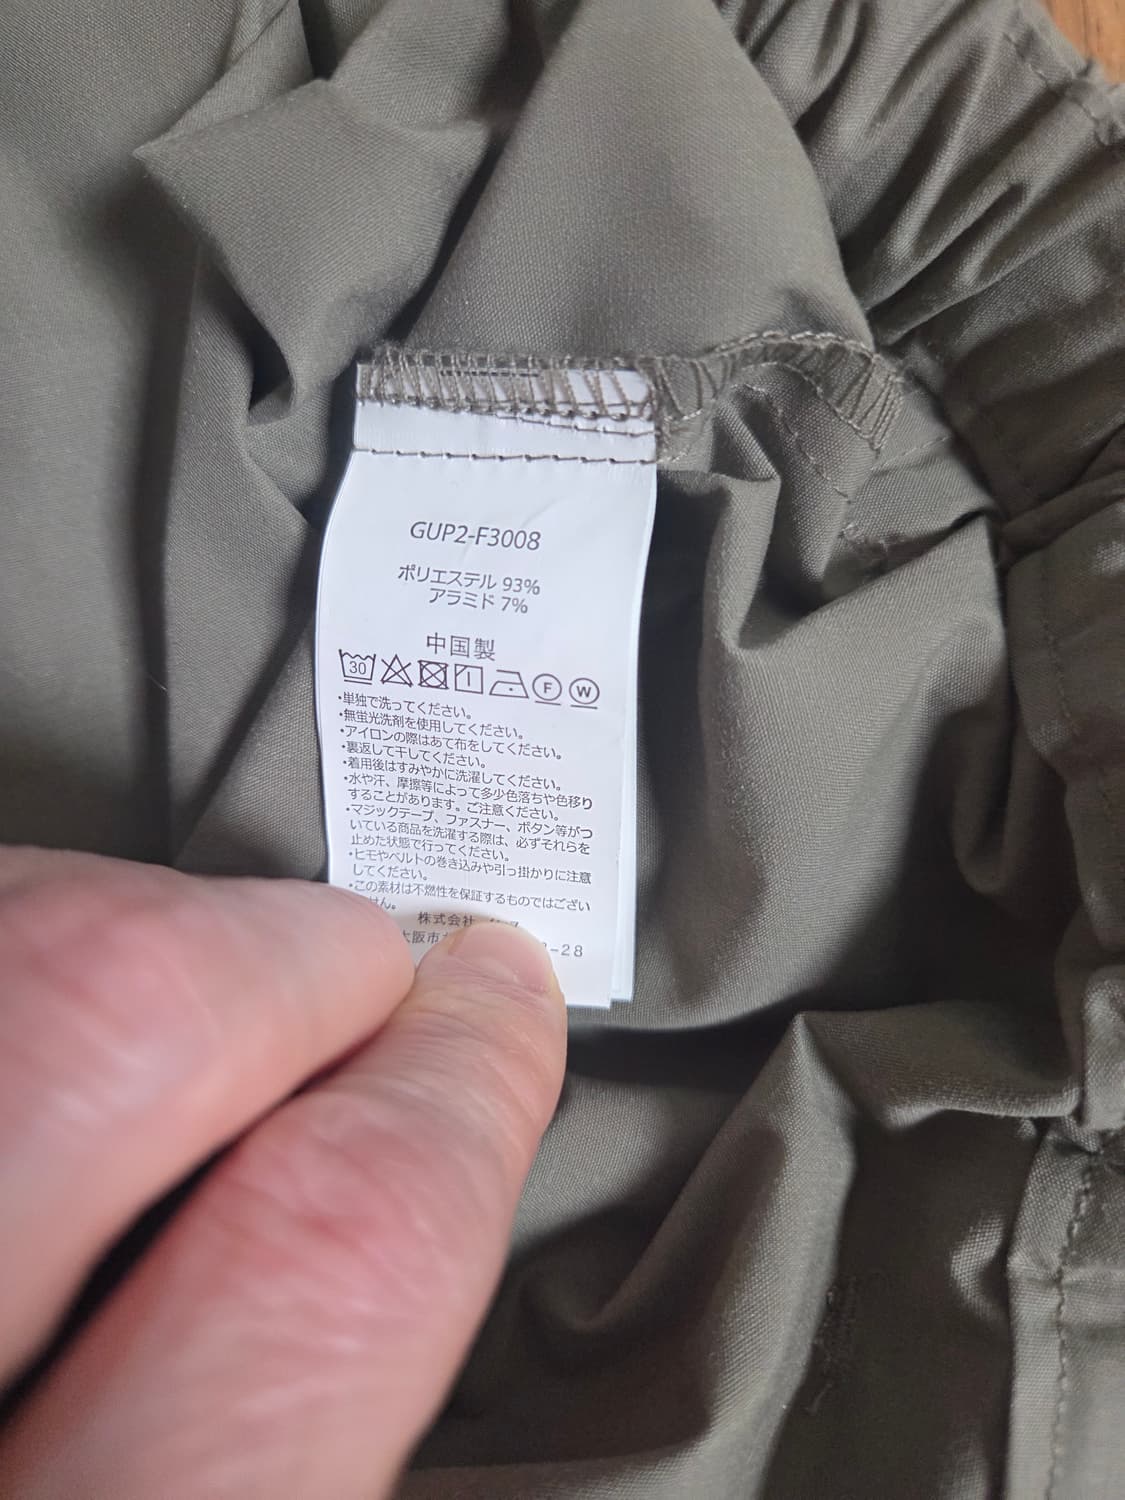 GUP2-F3008
ポリエステル 93%
アラミド 7%
中国製
30 F W
・単独で洗ってください。
・無蛍光洗剤を使用してください。
・アイロンの際はあて布をしてください。
・裏返して干してください。
・着用後はすみやかに洗濯してください。
・水や汗、摩擦等によって多少色落ちや色移り
することがあります。ご注意ください。
・マジックテープ、ファスナー、ボタン等がつ
いている商品を洗濯する際は、必ずそれらを
止めた状態で行ってください。
・ヒモやベルトの巻き込みや引っ掛かりに注意
してください。
・この素材は不燃性を保証するものではござい
せん。
株式会社
大阪市
-28